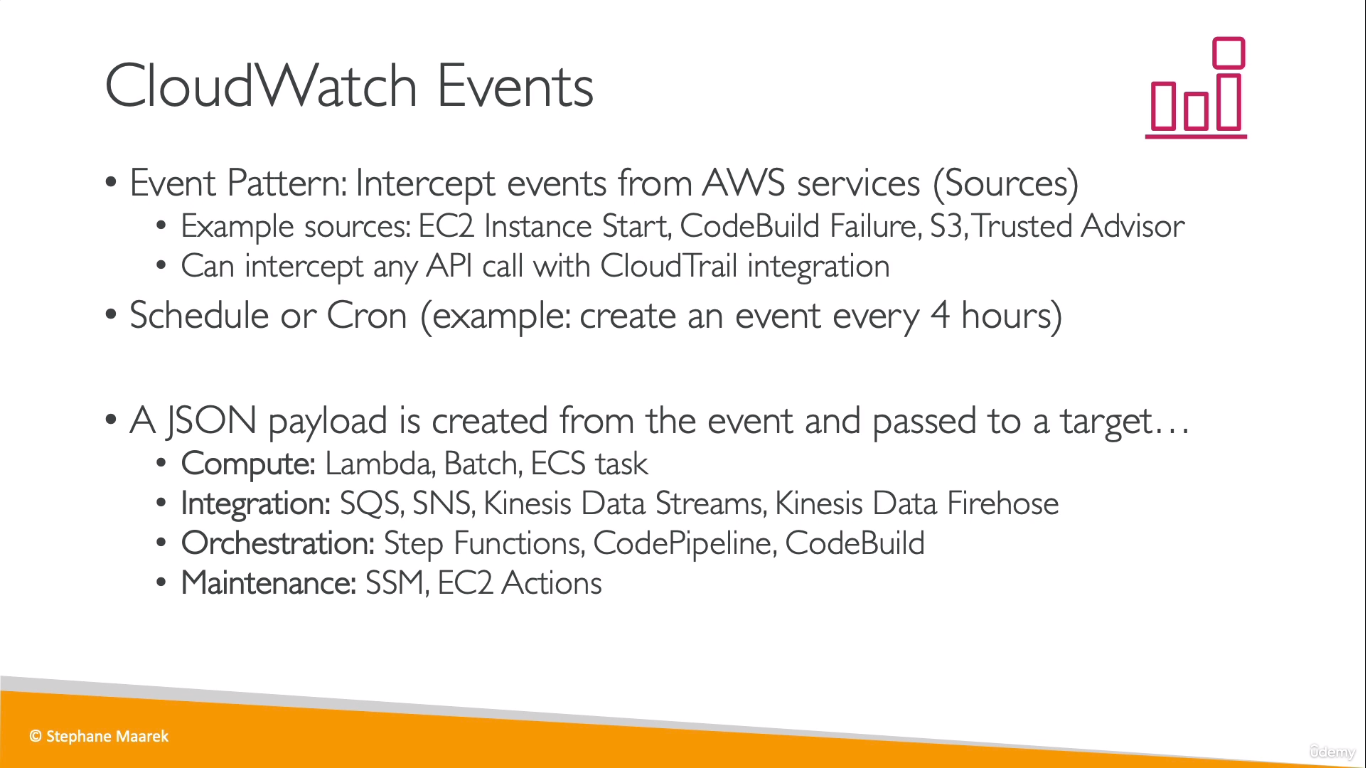 CloudWatch Events
• Event Pattern: Intercept events from AWS services (Sources)
• Example sources: EC2 Instance Start, CodeBuild Failure, S3, Trusted Advisor
• Can intercept any API call with CloudTrail integration
• Schedule or Cron (example: create an event every 4 hours)
• A JSON payload is created from the event and passed to a target…
• Compute: Lambda, Batch, ECS task
• Integration: SQS, SNS, Kinesis Data Streams, Kinesis Data Firehose
• Orchestration: Step Functions, CodePipeline, CodeBuild
• Maintenance: SSM, EC2 Actions
© Stephane Maarek
ûdemy